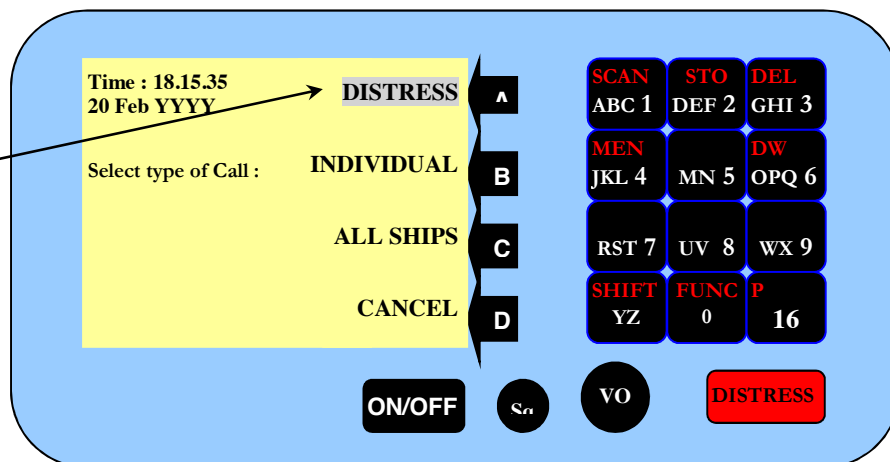 Time : 18.15.35
20 Feb YYYY
DISTRESS
A
Select type of Call :
INDIVIDUAL
B
ALL SHIPS
C
CANCEL
D
SCAN STO DEL
ABC 1 DEF 2 GHI 3
MEN DW
JKL 4 MN 5 OPQ 6
RST 7 UV 8 WX 9
SHIFT FUNC P
YZ 0 16
ON/OFF
Sq
VO
DISTRESS